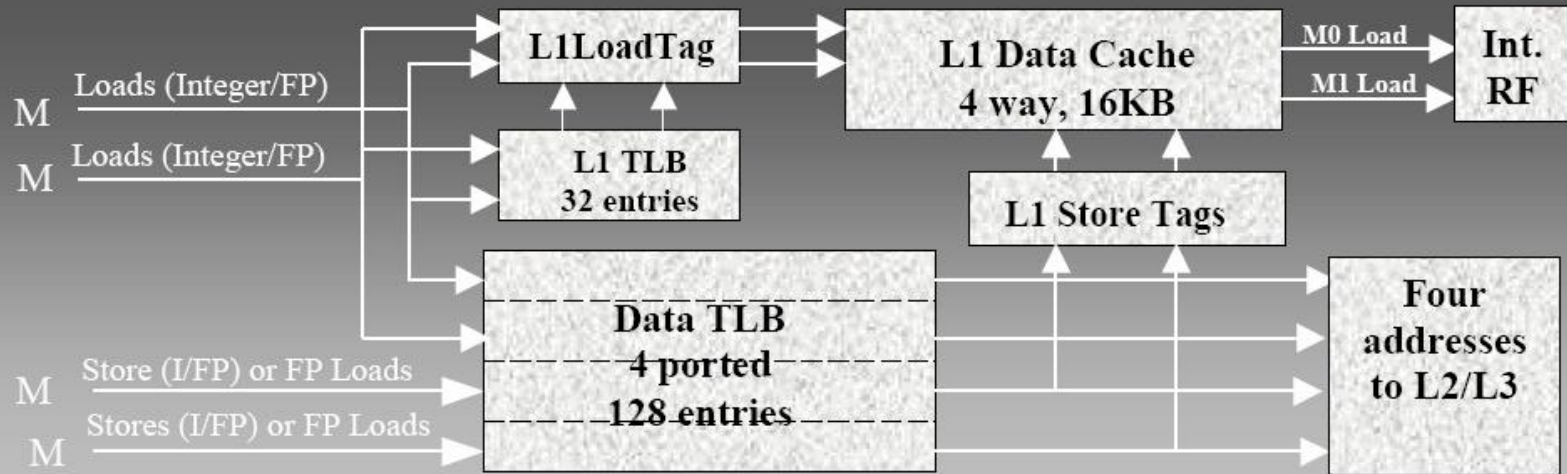 L1LoadTag
L1 Data Cache
4 way, 16KB
M0 Load
M1 Load
Int.
RF
M
Loads (Integer/FP)
M
Loads (Integer/FP)
L1 TLB
32 entries
L1 Store Tags
Data TLB
4 ported
128 entries
Four
addresses
to L2/L3
M
Store (I/FP) or FP Loads
M
Stores (I/FP) or FP Loads